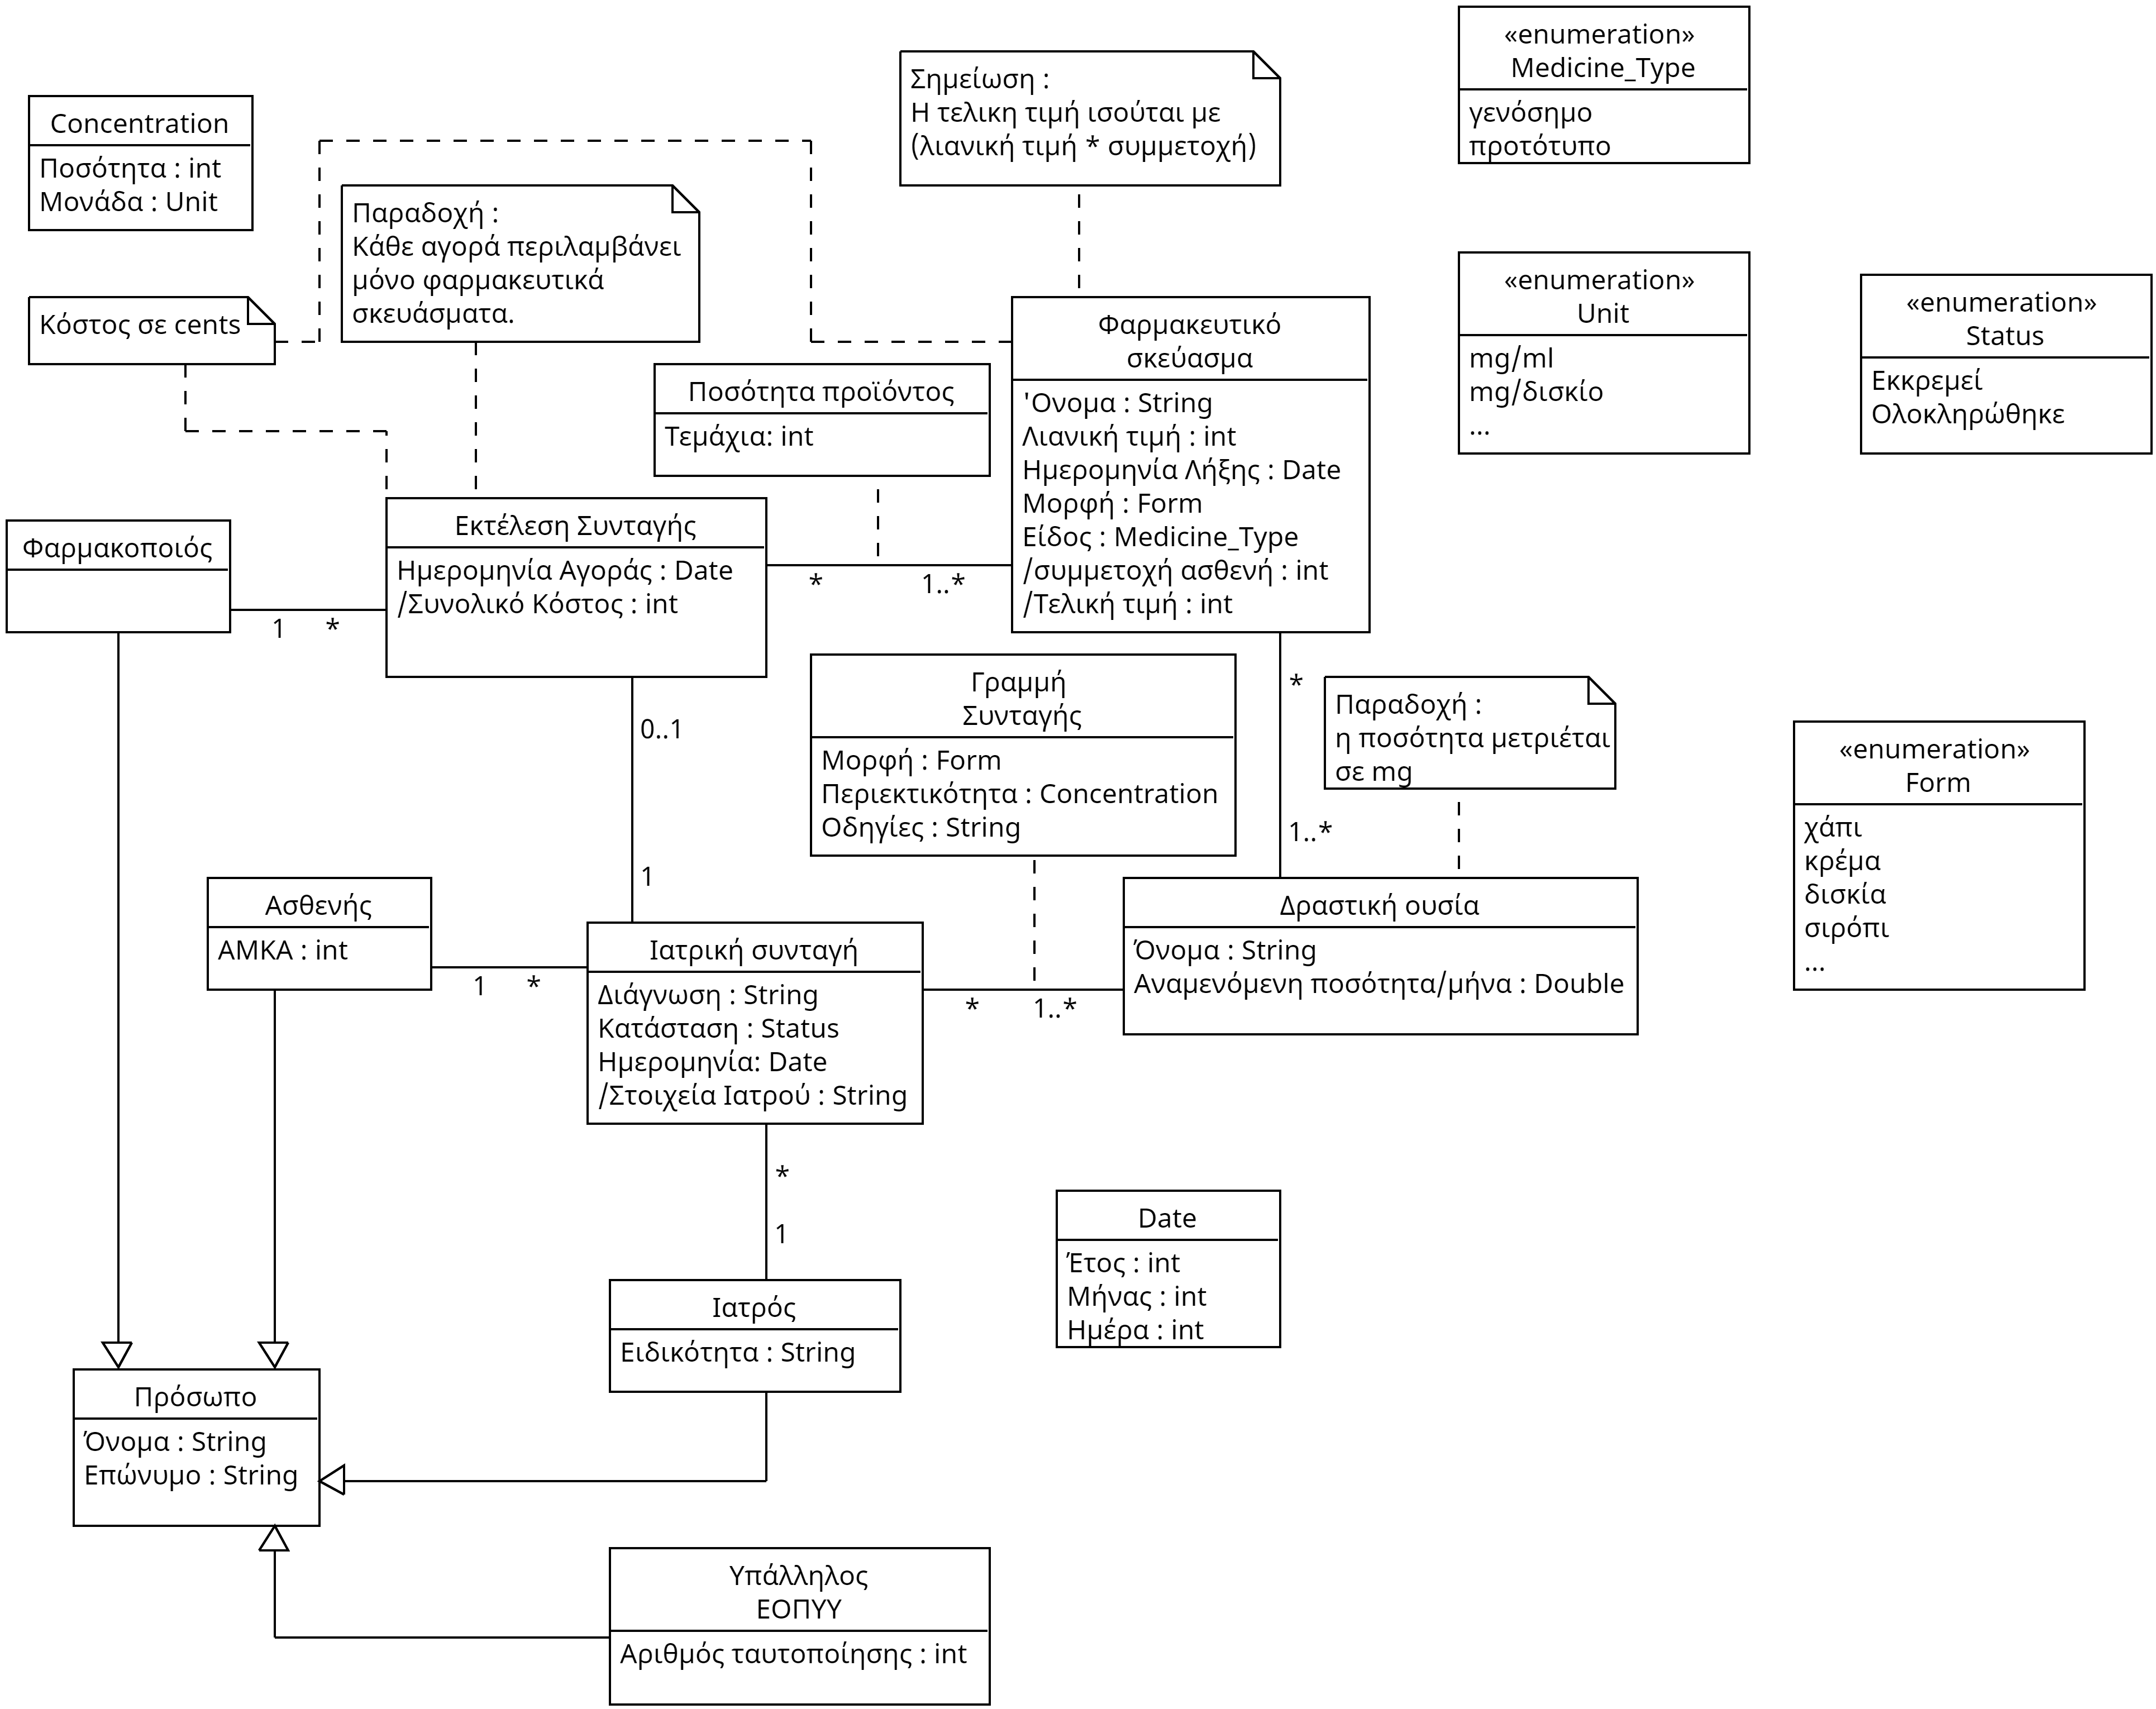 «enumeration»
Medicine_Type
γενόσημο
προτότυπο
Σημείωση :
Η τελικη τιμή ισούται με
(λιανική τιμή * συμμετοχή)
Concentration
Ποσότητα : int
Μονάδα : Unit
Παραδοχή :
Κάθε αγορά περιλαμβάνει
μόνο φαρμακευτικά
σκευάσματα.
Κόστος σε cents
«enumeration»
Unit
mg/ml
mg/δισκίο
...
«enumeration»
Status
Εκκρεμεί
Ολοκληρώθηκε
Φαρμακευτικό
σκεύασμα
'Ονομα : String
Λιανική τιμή : int
Ημερομηνία Λήξης : Date
Μορφή : Form
Είδος : Medicine_Type
/συμμετοχή ασθενή : int
/Τελική τιμή : int
Ποσότητα προϊόντος
Τεμάχια: int
Εκτέλεση Συνταγής
Ημερομηνία Αγοράς : Date
/Συνολικό Κόστος : int
Φαρμακοποιός
* 1..*
1 *
Γραμμή
Συνταγής
Μορφή : Form
Περιεκτικότητα : Concentration
Οδηγίες : String
*
1..*
Παραδοχή :
η ποσότητα μετριέται
σε mg
0..1
1
«enumeration»
Form
χάπι
κρέμα
δισκία
σιρόπι
...
Ασθενής
ΑΜΚΑ : int
1 *
Ιατρική συνταγή
Διάγνωση : String
Κατάσταση : Status
Ημερομηνία: Date
/Στοιχεία Ιατρού : String
* 1..*
Δραστική ουσία
Όνομα : String
Αναμενόμενη ποσότητα/μήνα : Double
*
1
Date
Έτος : int
Μήνας : int
Ημέρα : int
Ιατρός
Ειδικότητα : String
Πρόσωπο
Όνομα : String
Επώνυμο : String
Υπάλληλος
ΕΟΠΥΥ
Αριθμός ταυτοποίησης : int